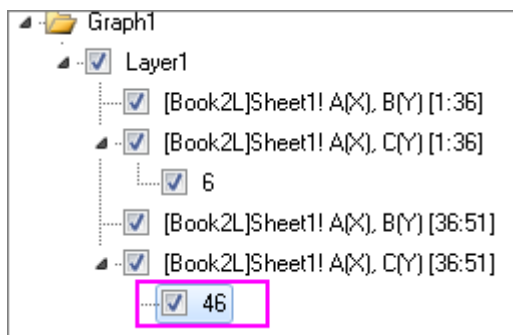 Graph1
Layer1
[Book2L]Sheet1! A(X), B(Y) [1:36]
[Book2L]Sheet1! A(X), C(Y) [1:36]
6
[Book2L]Sheet1! A(X), B(Y) [36:51]
[Book2L]Sheet1! A(X), C(Y) [36:51]
46